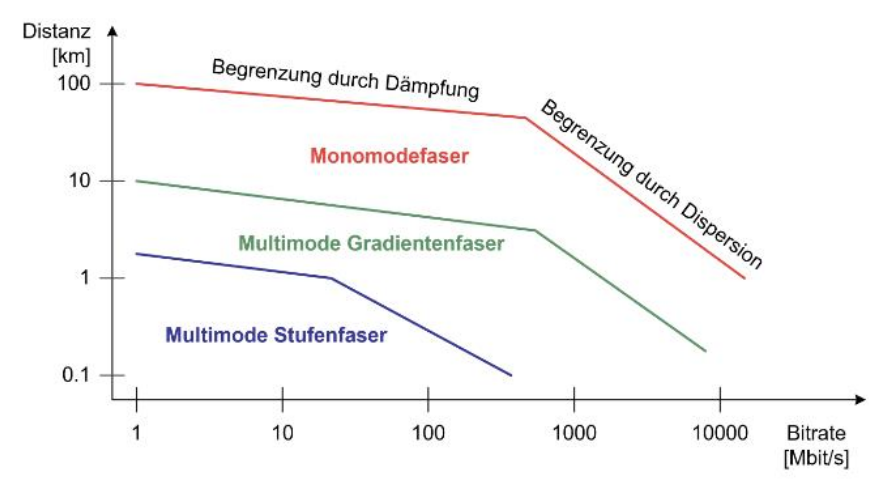 Distanz
[km]
100
10
1
0.1
Begrenzung durch Dämpfung
Begrenzung durch Dispersion
Monomodefaser
Multimode Gradientenfaser
Multimode Stufenfaser
1
10
100
1000
10000
Bitrate
[Mbit/s]